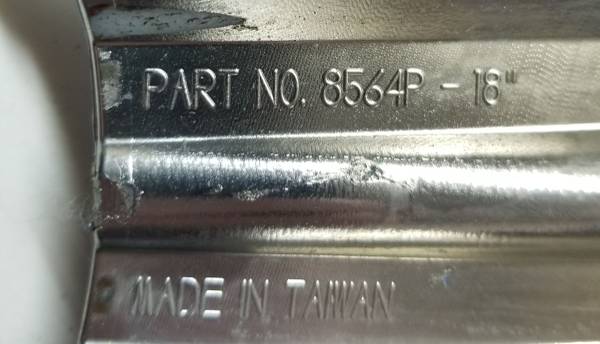 PART NO. 8564P - 18"
MADE IN TAIWAN